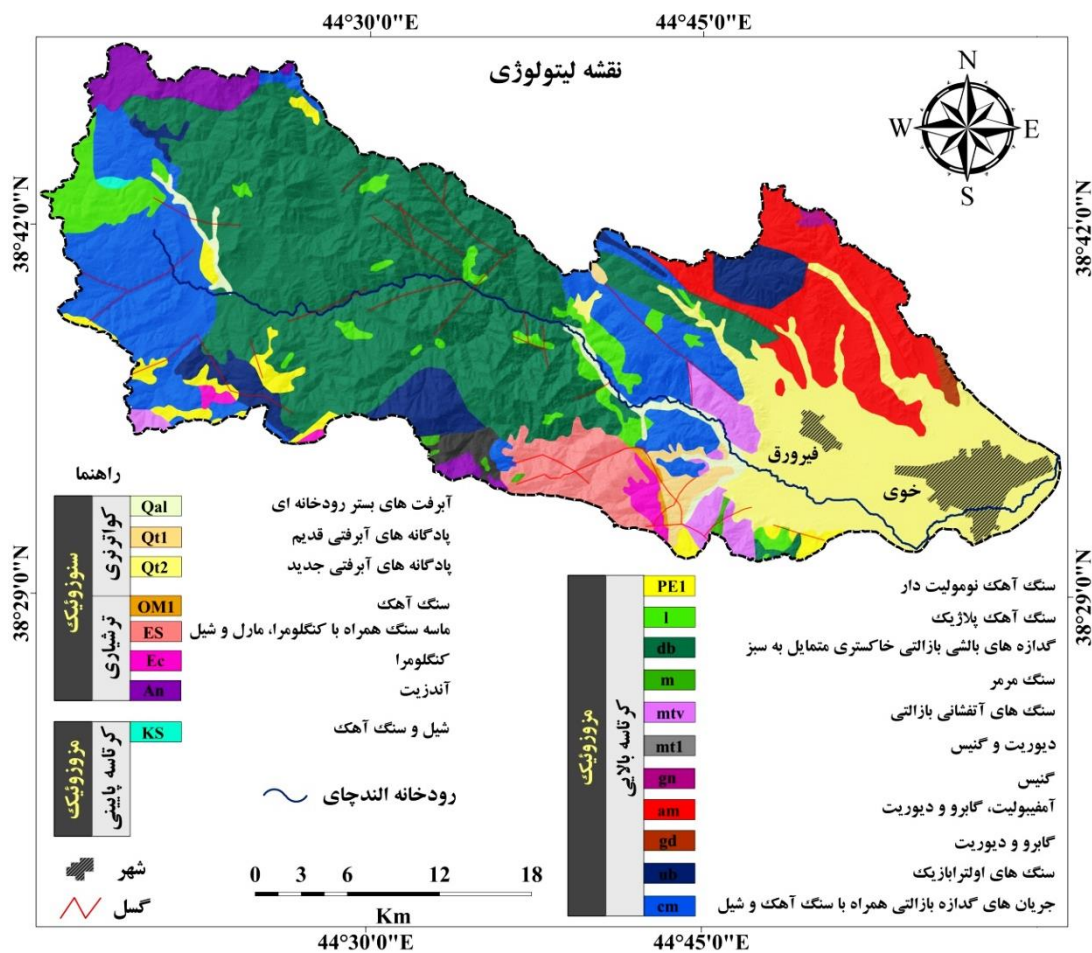 44°30'0"E
44°45'0"E
نقشه لیتولوژی
N
W
E
S
38°42'0"N
38°42'0"N
فیرورق
خوی
38°29'0"N
38°29'0"N
راهنما
سنوزوئیک
کواترنری
Qal
آبرفت های بستر رودخانه ای
Qt1
پادگانه های آبرفتی قدیم
Qt2
پادگانه های آبرفتی جدید
ترشیاری
OM1
سنگ آهک
ES
ماسه سنگ همراه با کنگلومرا، مارل و شیل
Ec
کنگلومرا
An
آندزیت
مزوزوئیک
کرتاسه پایینی
KS
شیل و سنگ آهک
رودخانه الندچای
شهر
گسل
0 3 6 12 18
Km
مزوزوئیک
کرتاسه بالایی
PE1
سنگ آهک نومولیت دار
l
سنگ آهک پلاژیک
db
گدازه های بالشی بازالتی خاکستری متمایل به سبز
m
سنگ مرمر
mtv
سنگ های آتفشانی بازالتی
mt1
دیوریت و گنیس
gn
گنیس
am
آمفیبولیت، گابرو و دیوریت
gd
گابرو و دیوریت
ub
سنگ های اولترابازیک
cm
جریان های گدازه بازالتی همراه با سنگ آهک و شیل
44°30'0"E
44°45'0"E